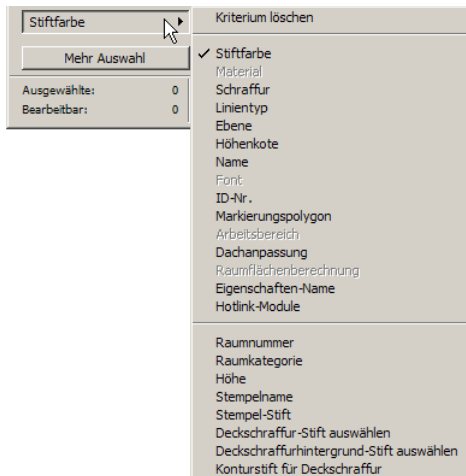 Stiftfarbe
Mehr Auswahl
Ausgewählte: 0
Bearbeitbar: 0
Kriterium löschen
Stiftfarbe
Material
Schraffur
Linientyp
Ebene
Höhenkote
Name
Font
ID-Nr.
Markierungspolygon
Arbeitsbereich
Dachanpassung
Raumflächenberechnung
Eigenschaften-Name
Hotlink-Module
Raumnummer
Raumkategorie
Höhe
Stempelname
Stempel-Stift
Deckschraffur-Stift auswählen
Deckschraffurhintergrund-Stift auswählen
Konturstift für Deckschraffur